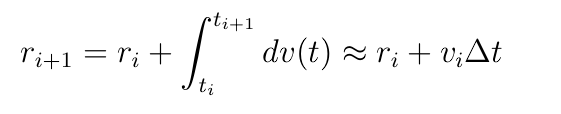 r_{i+1} = r_i + \int_{t_i}^{t_{i+1}} dv(t) \approx r_i + v_i \Delta t